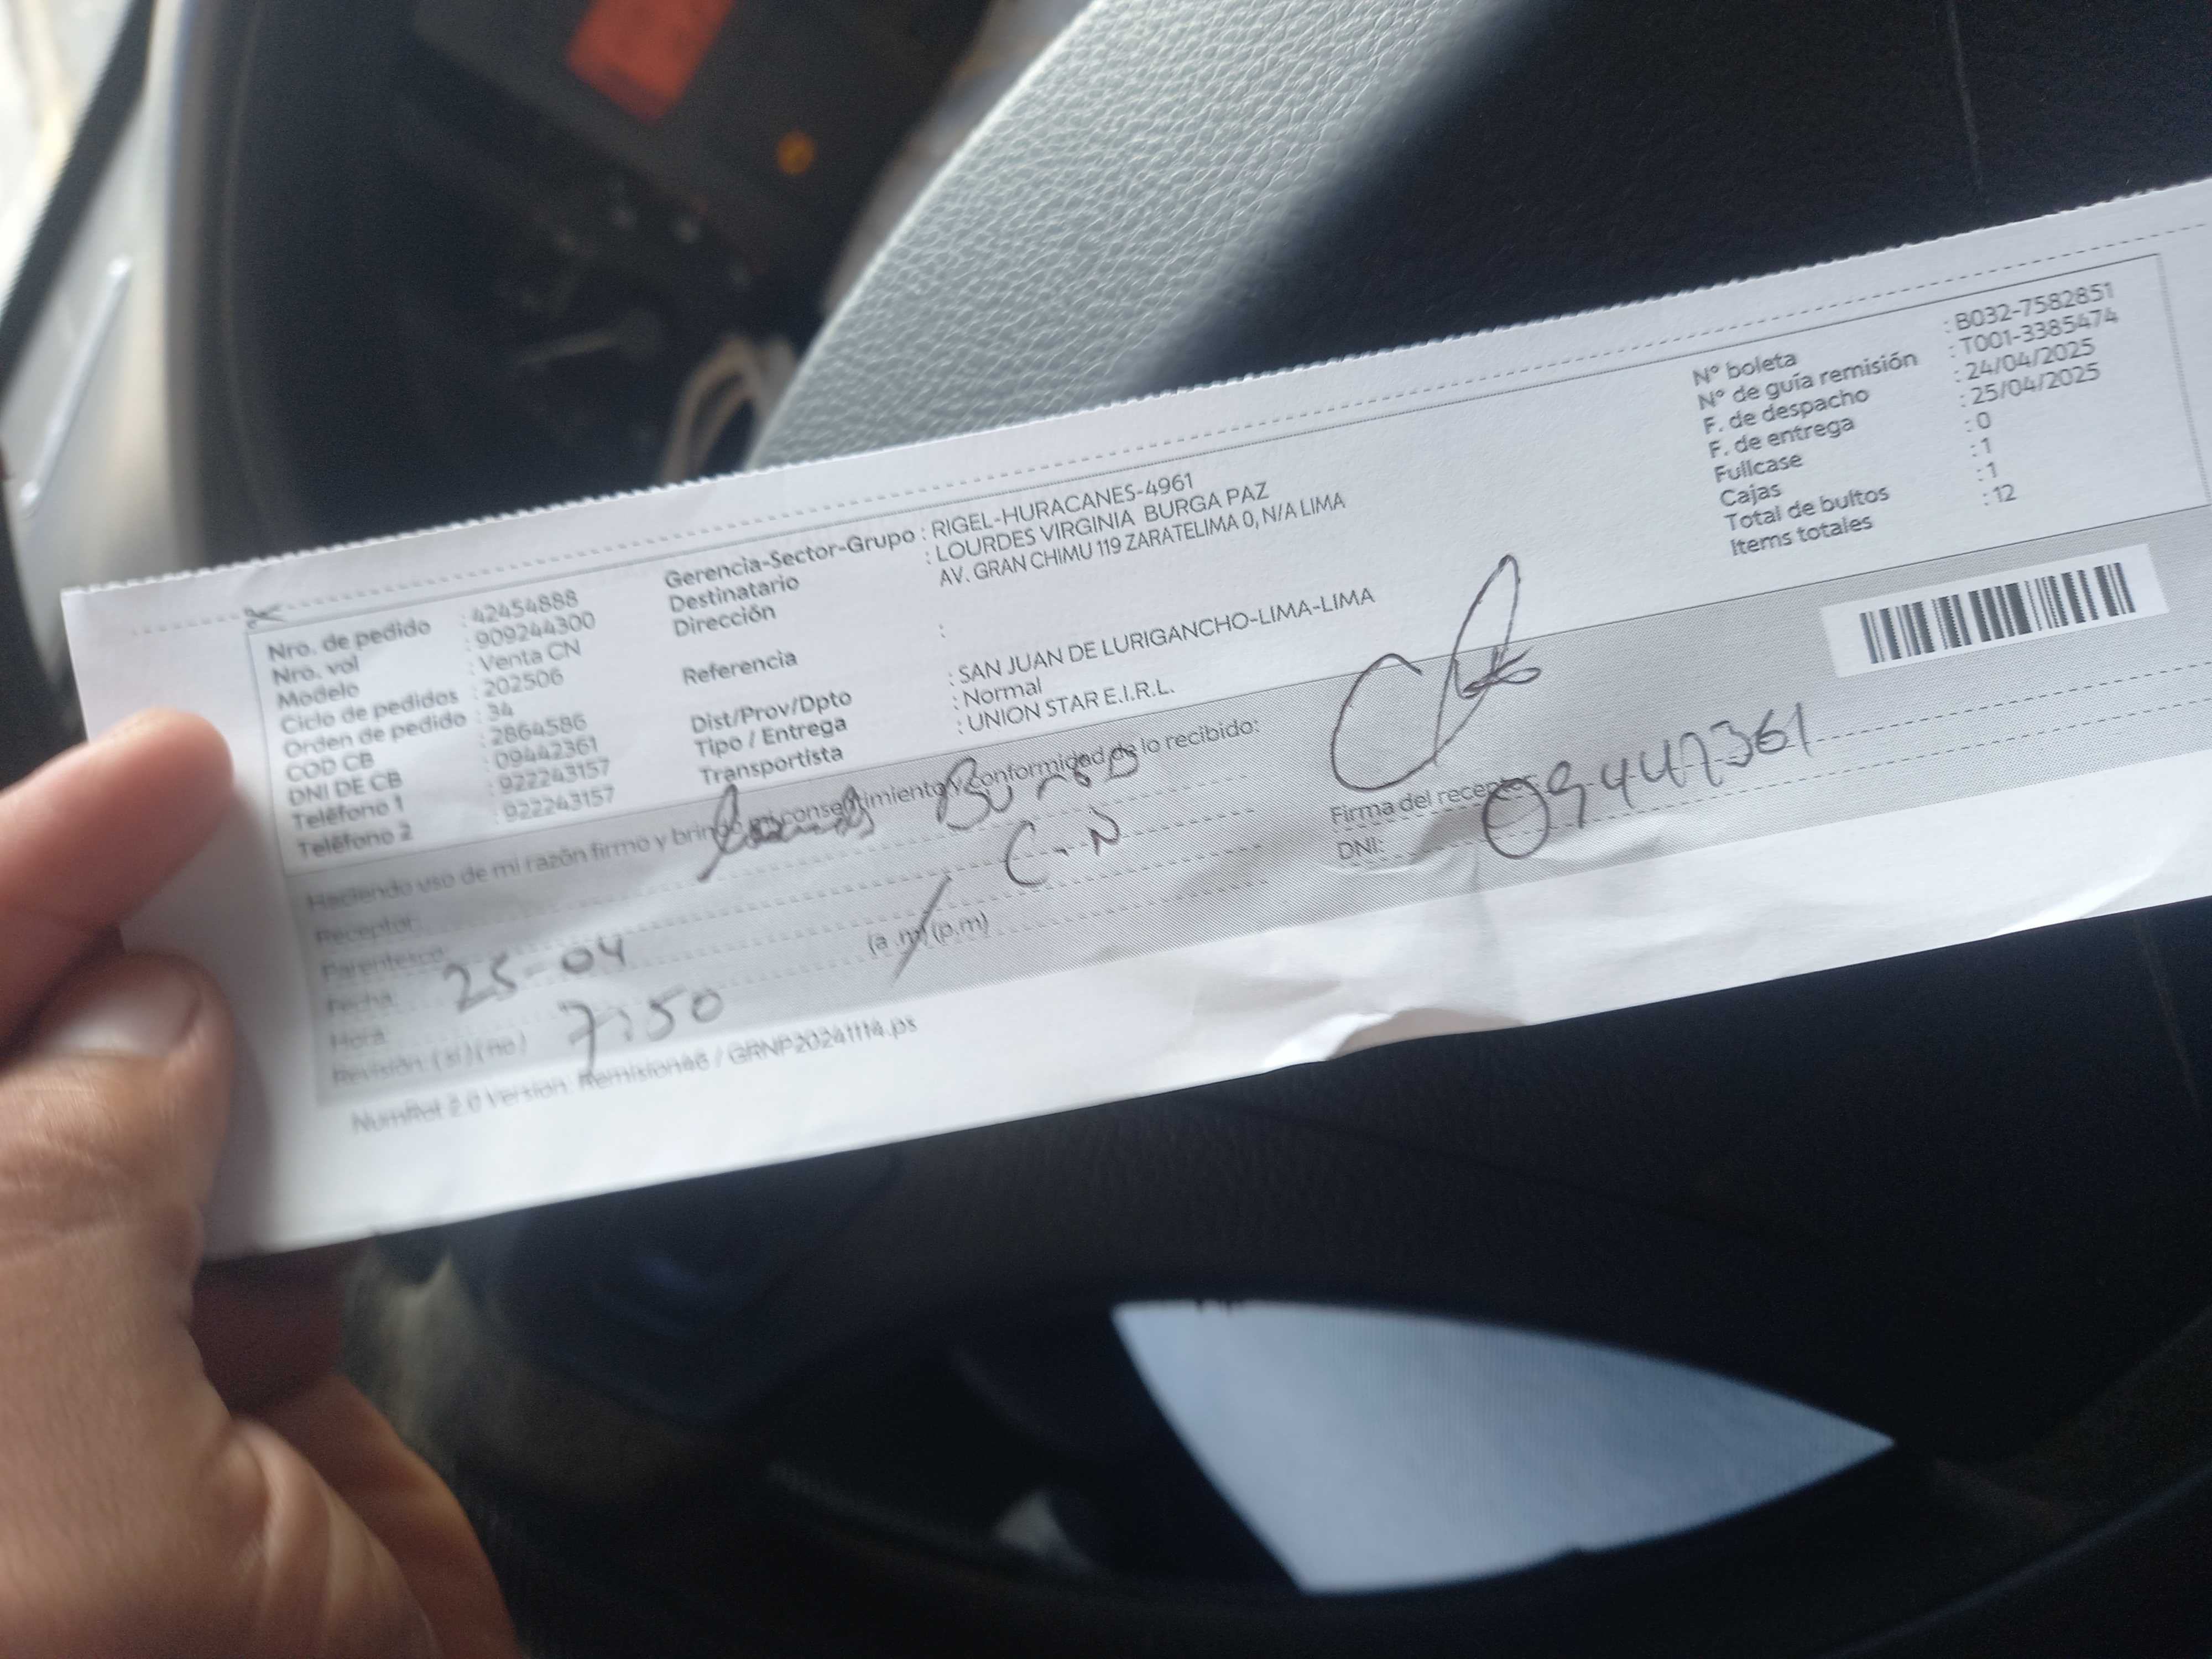 Nro. de pedido : 42454888
Nro. vol : 909244300
Modelo : Venta CN
Ciclo de pedidos : 202506
Orden de pedido : 34
COD CB : 2864586
DNI DE CB : 09442361
Teléfono 1 : 922243157
Teléfono 2 : 922243157
Gerencia-Sector-Grupo : RIGEL-HURACANES-4961
Destinatario : LOURDES VIRGINIA BURGA PAZ
Dirección AV. GRAN CHIMU 119 ZARATELIMA 0, N/A LIMA
Referencia :
Dist/Prov/Dpto : SAN JUAN DE LURIGANCHO-LIMA-LIMA
Tipo / Entrega : Normal
Transportista : UNION STAR E.I.R.L.
N° boleta : B032-7582851
N° de guía remisión : T001-3385474
F. de despacho : 24/04/2025
F. de entrega : 25/04/2025
Fullcase : 0
Cajas : 1
Total de bultos : 1
Items totales : 12
Haciendo uso de mi razón firmo y brindo mi consentimiento y conformidad de lo recibido:
Receptor:
Parentesco: C.N
Fecha: 25-04
Hora: 7:50 (a.m) (p.m)
Revisión: (si) (no)
Firma del receptor
DNI: 09442361
NumRet 2.0 Version: Remision46 / GRNP20241114.ps